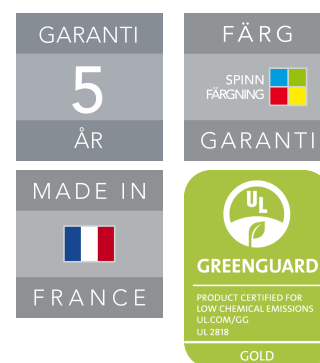 GARANTI
5
ÅR
FÄRG
SPINN
FÄRGNING
GARANTI
MADE IN
FRANCE
UL
GREENGUARD
PRODUCT CERTIFIED FOR
LOW CHEMICAL EMISSIONS
UL.COM/GG
UL 2818
GOLD